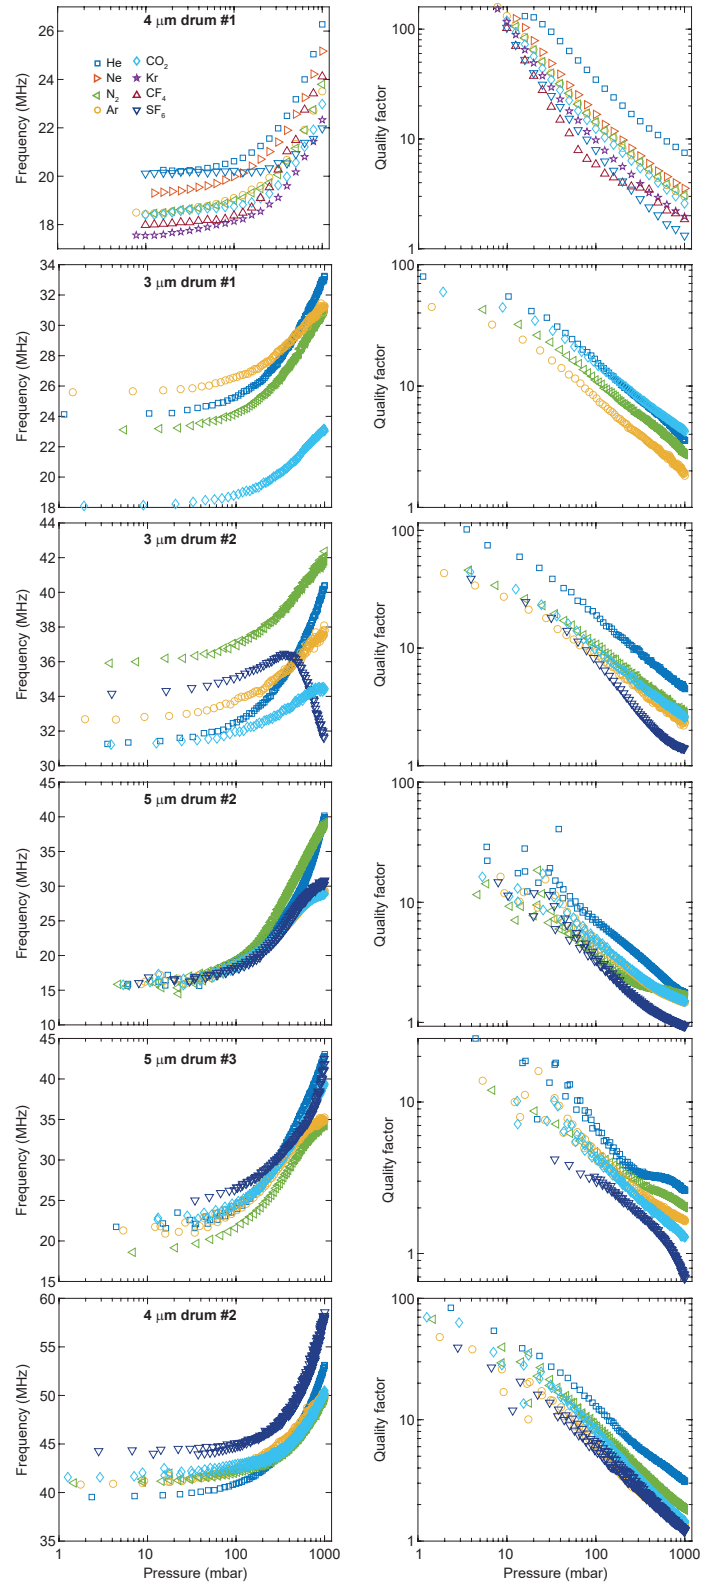 4 μm drum #1
Frequency (MHz)
26
24
22
20
18
He
Ne
N2
Ar
CO2
Kr
CF4
SF6
Quality factor
100
10
1
3 μm drum #1
Frequency (MHz)
34
32
30
28
26
24
22
20
18
Quality factor
100
10
1
3 μm drum #2
Frequency (MHz)
44
42
40
38
36
34
32
30
Quality factor
100
10
1
5 μm drum #2
Frequency (MHz)
45
40
35
30
25
20
15
10
Quality factor
100
10
1
5 μm drum #3
Frequency (MHz)
45
40
35
30
25
20
15
Quality factor
10
1
4 μm drum #2
Frequency (MHz)
60
55
50
45
40
35
1 10 100 1000
Pressure (mbar)
Quality factor
100
10
1
1 10 100 1000
Pressure (mbar)